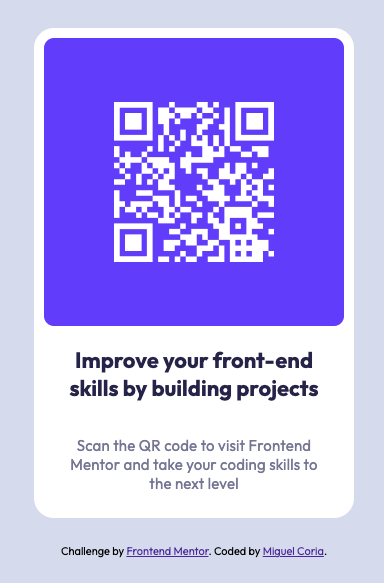 Improve your front-end
skills by building projects
Scan the QR code to visit Frontend
Mentor and take your coding skills to
the next level
Challenge by Frontend Mentor. Coded by Miguel Coria.